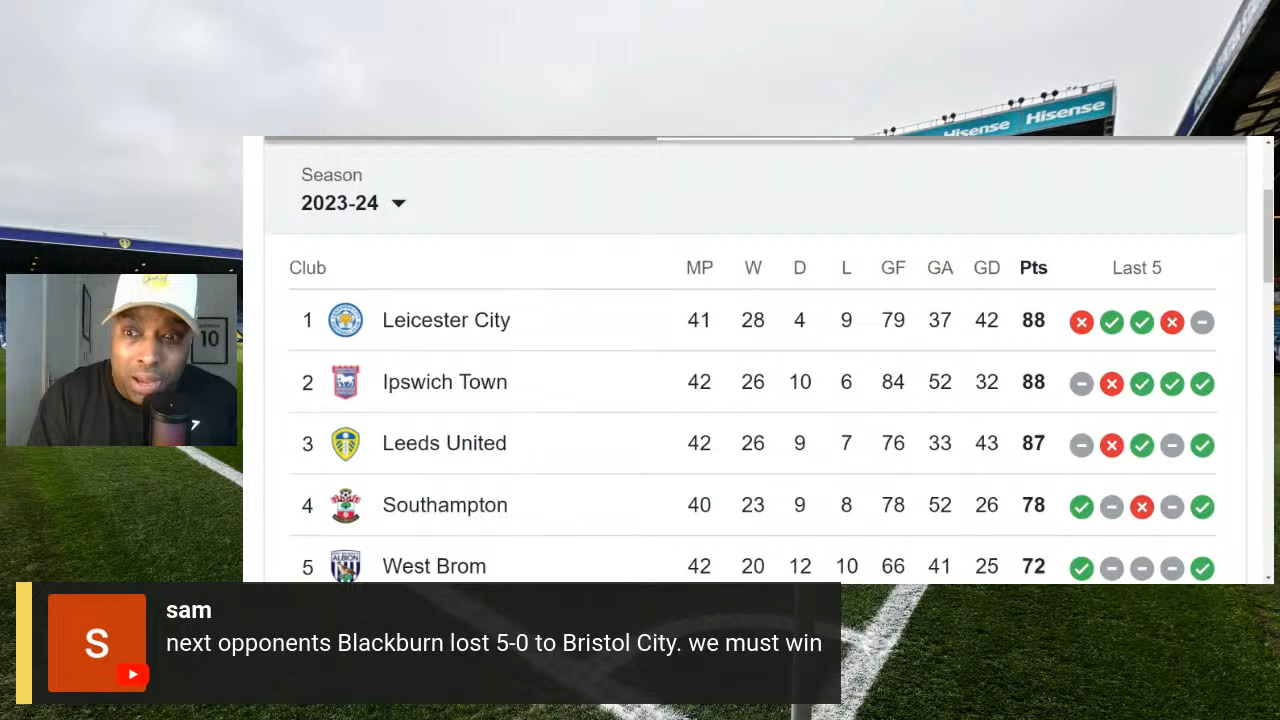 Hisense Hisense
Season
2023-24
Club MP W D L GF GA GD Pts Last 5
1 Leicester City 41 28 4 9 79 37 42 88
2 Ipswich Town 42 26 10 6 84 52 32 88
3 Leeds United 42 26 9 7 76 33 43 87
4 Southampton 40 23 9 8 78 52 26 78
ALBION
5 West Brom 42 20 12 10 66 41 25 72
10
7
S
sam
next opponents Blackburn lost 5-0 to Bristol City. we must win